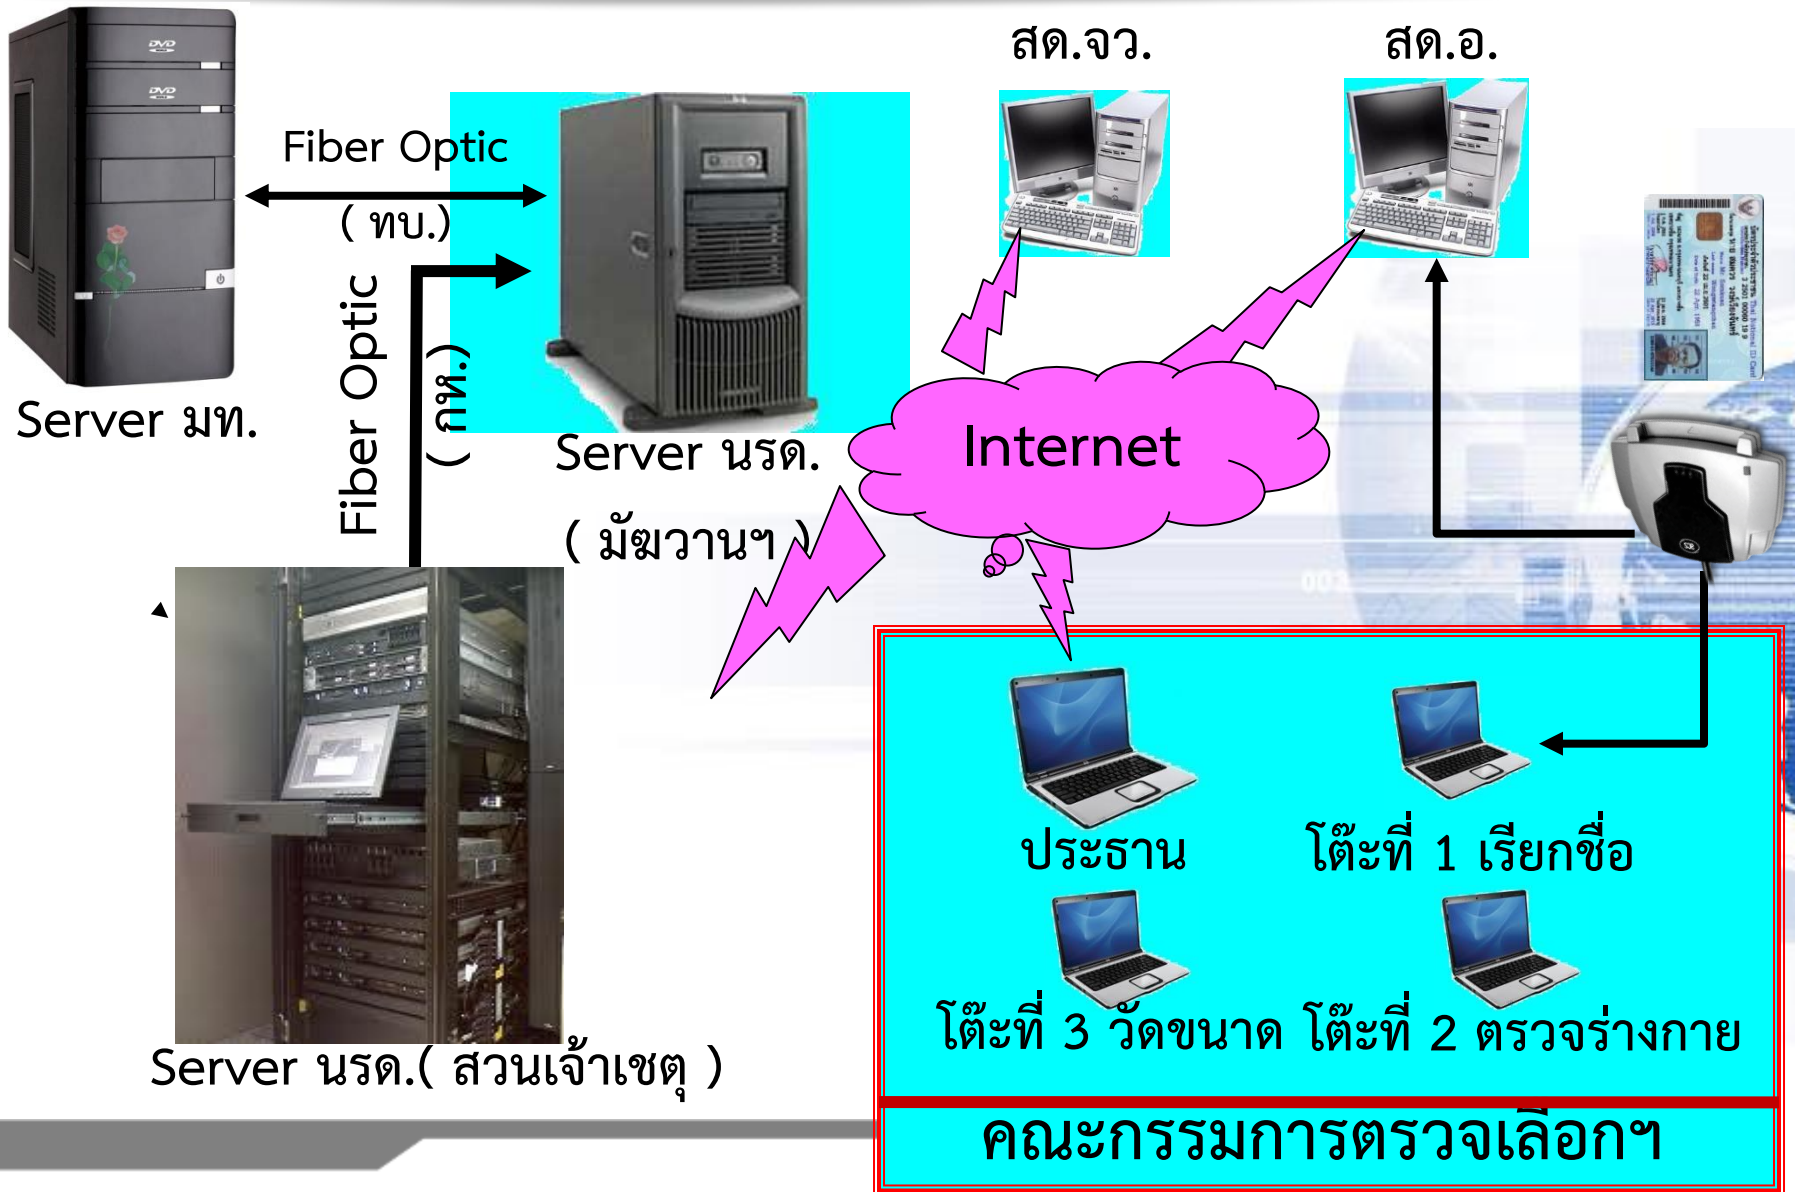 สด.จว.
สด.อ.
Fiber Optic
( ทบ.)
Fiber Optic
( กห.)
Server มท.
Server นรด.
( มัฆวานฯ )
Internet
ประธาน
โต๊ะที่ 1 เรียกชื่อ
โต๊ะที่ 3 วัดขนาด
โต๊ะที่ 2 ตรวจร่างกาย
Server นรด.( สวนเจ้าเชตุ )
คณะกรรมการตรวจเลือกฯ